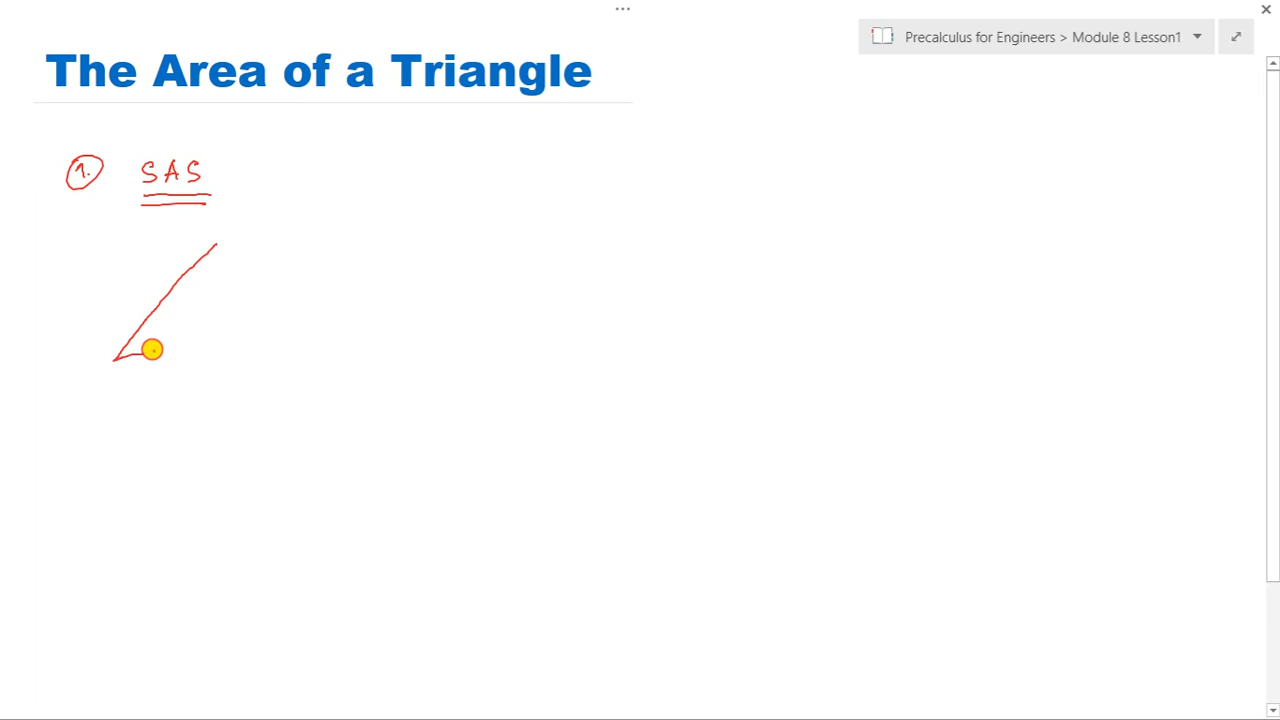 Precalculus for Engineers > Module 8 Lesson1
The Area of a Triangle
1. SAS